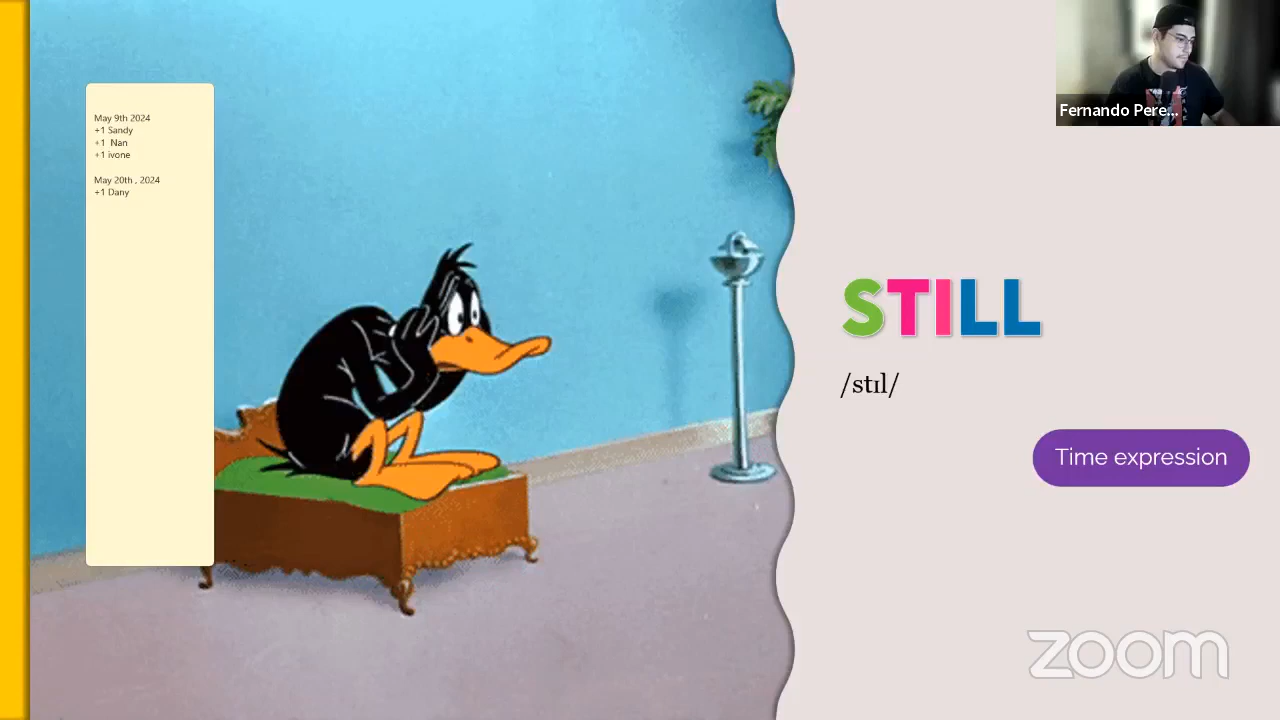 May 9th 2024
+1 Sandy
+1 Nan
+1 ivone
May 20th , 2024
+1 Dany
Fernando Pere...
STILL
/stɪl/
Time expression
zoom